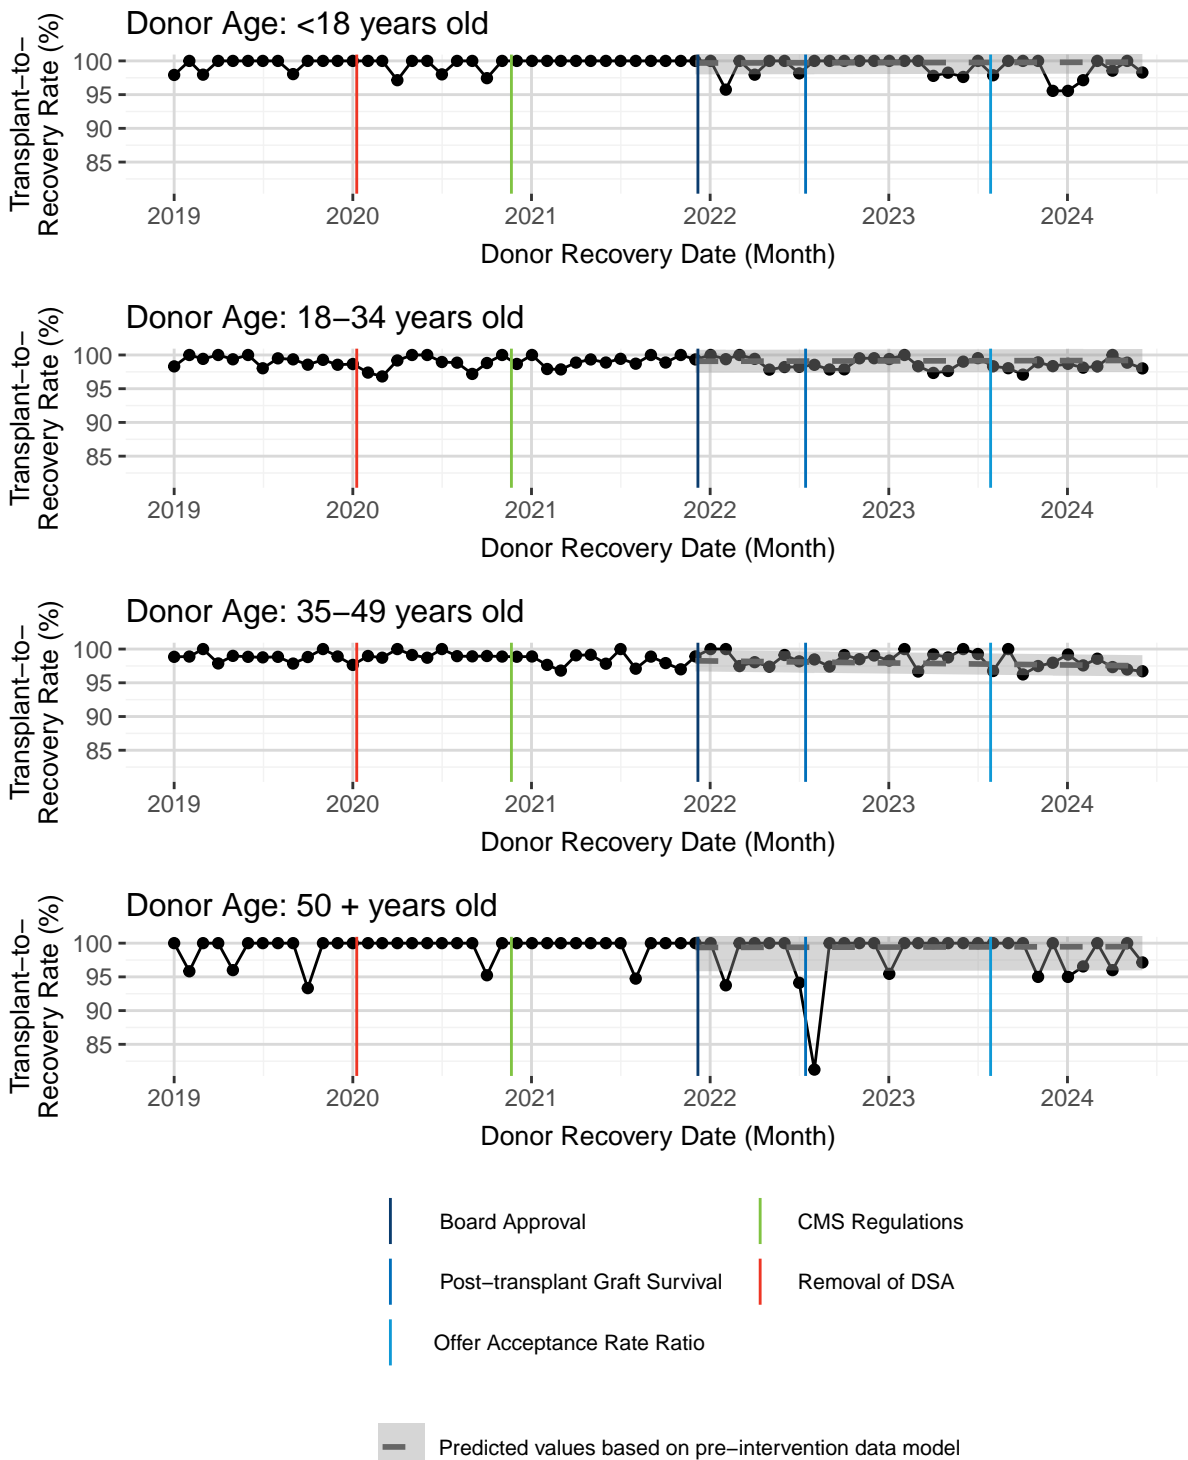 Donor Age: <18 years old
Transplant−to−
Recovery Rate (%)
100
95
90
85
2019 2020 2021 2022 2023 2024
Donor Recovery Date (Month)
Donor Age: 18−34 years old
Transplant−to−
Recovery Rate (%)
100
95
90
85
2019 2020 2021 2022 2023 2024
Donor Recovery Date (Month)
Donor Age: 35−49 years old
Transplant−to−
Recovery Rate (%)
100
95
90
85
2019 2020 2021 2022 2023 2024
Donor Recovery Date (Month)
Donor Age: 50 + years old
Transplant−to−
Recovery Rate (%)
100
95
90
85
2019 2020 2021 2022 2023 2024
Donor Recovery Date (Month)
Board Approval
CMS Regulations
Post−transplant Graft Survival
Removal of DSA
Offer Acceptance Rate Ratio
Predicted values based on pre−intervention data model